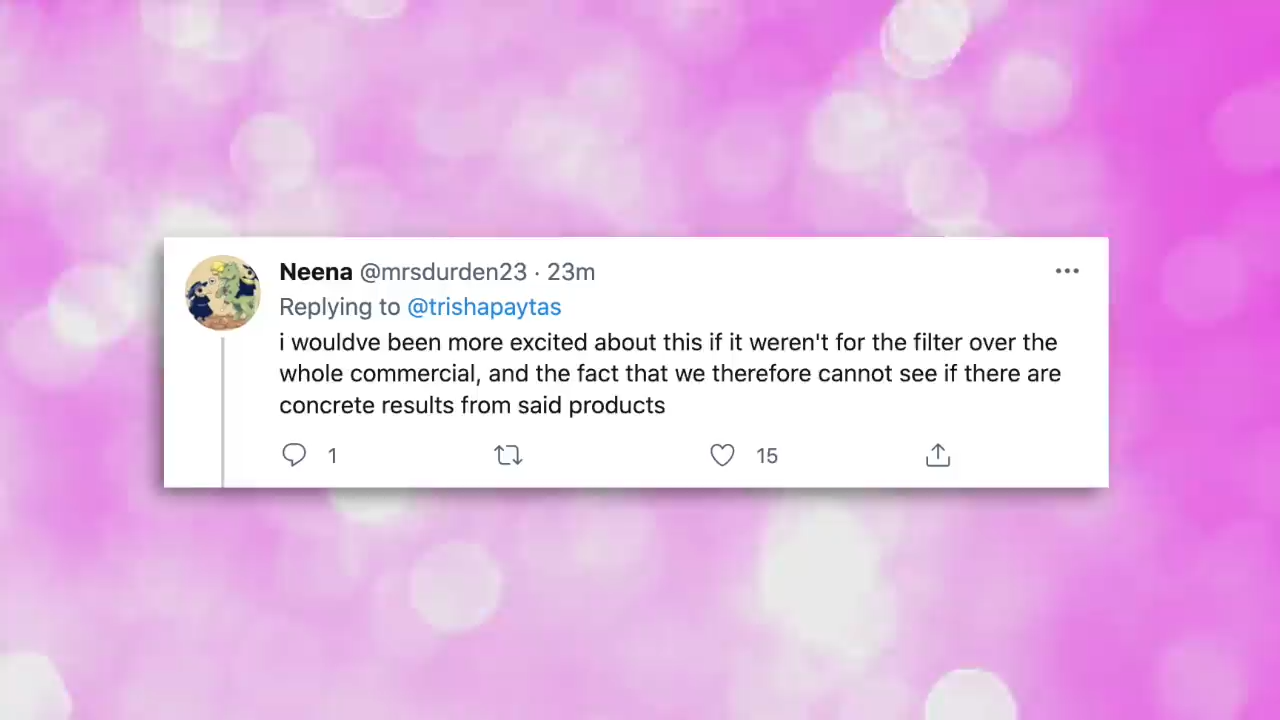 Neena @mrsdurden23 · 23m
Replying to @trishapaytas
i wouldve been more excited about this if it weren't for the filter over the
whole commercial, and the fact that we therefore cannot see if there are
concrete results from said products
1 15